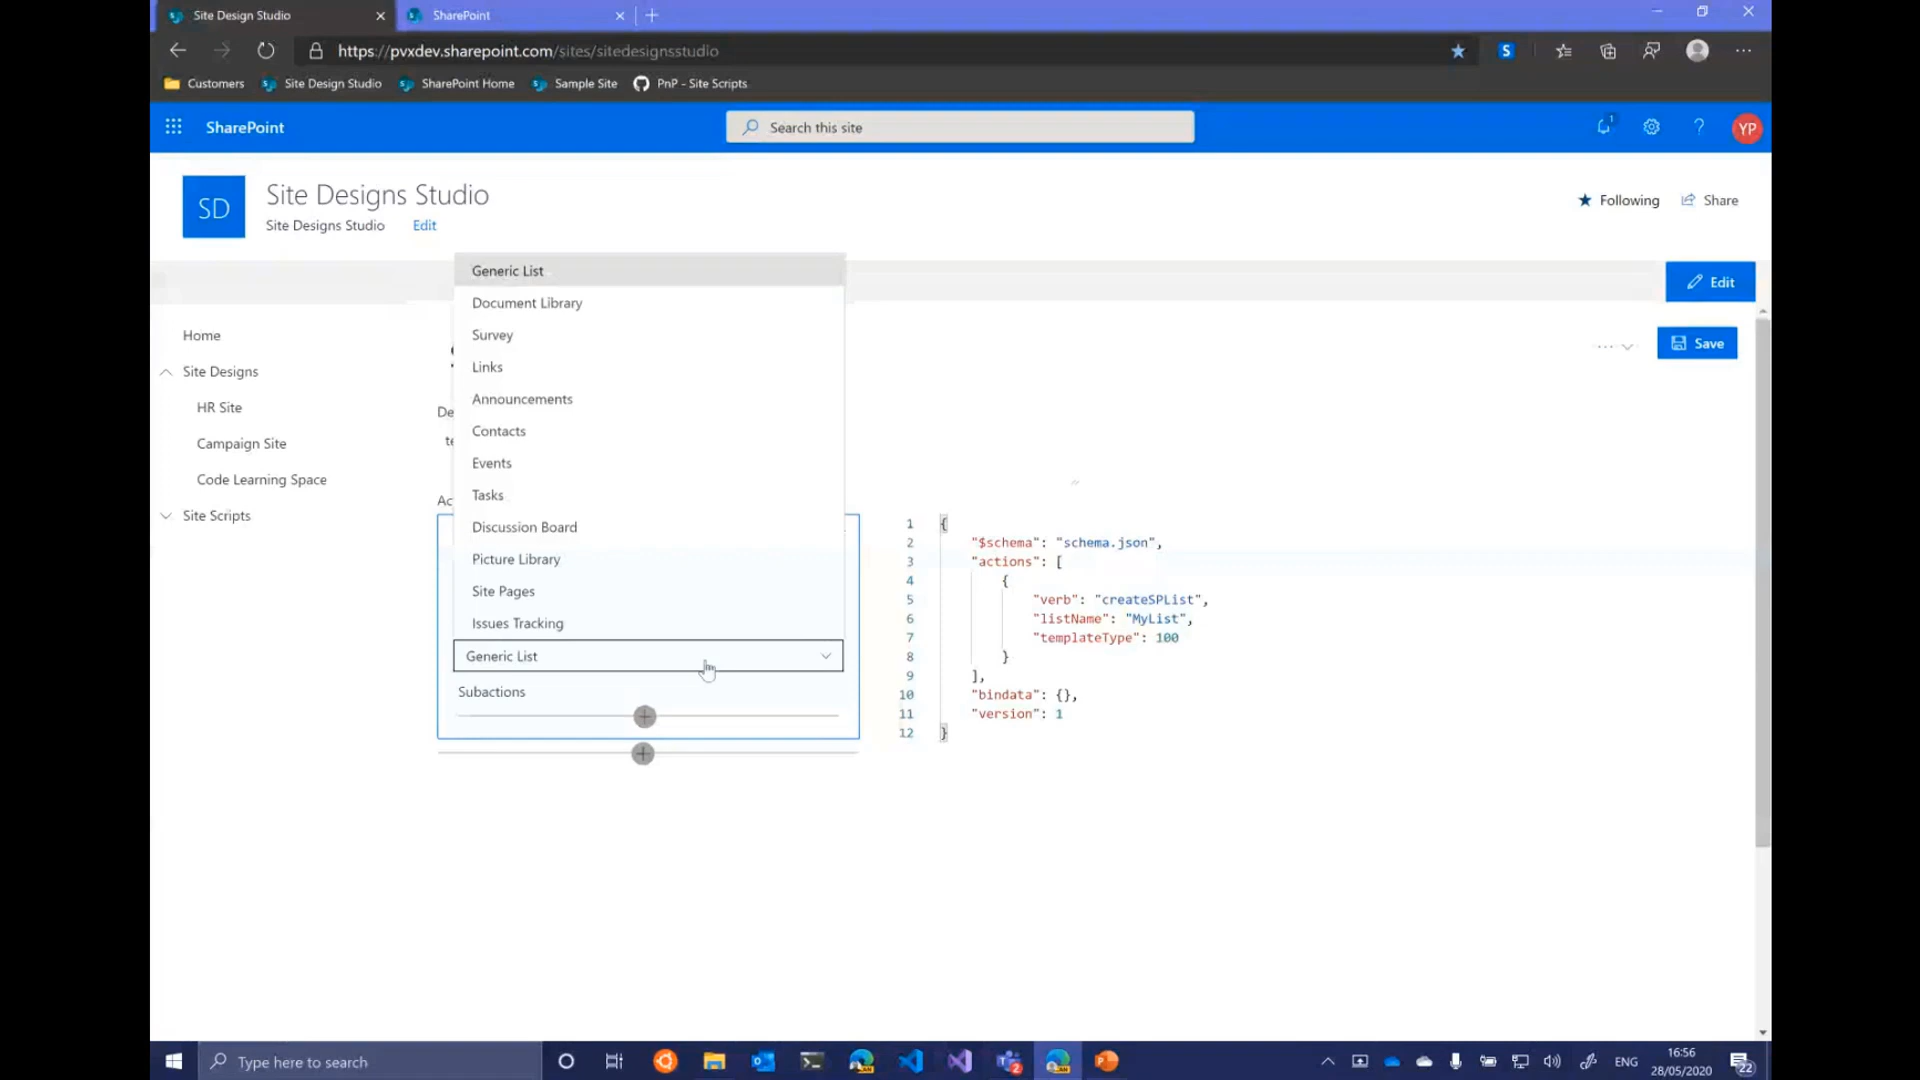 Site Design Studio
SharePoint
https://pvxdev.sharepoint.com/sites/sitedesignsstudio
S
Customers
Site Design Studio
SharePoint Home
Sample Site
PnP - Site Scripts
SharePoint
Search this site
1
?
YP
SD
Site Designs Studio
Site Designs Studio
Edit
Following
Share
Edit
Save
Home
Site Designs
HR Site
Campaign Site
Code Learning Space
Site Scripts
Generic List
Document Library
Survey
Links
Announcements
Contacts
Events
Tasks
Discussion Board
Picture Library
Site Pages
Issues Tracking
Generic List
Subactions
1 {
2 "$schema": "schema.json",
3 "actions": [
4 {
5 "verb": "createSPList",
6 "listName": "MyList",
7 "templateType": 100
8 }
9 ],
10 "bindata": {},
11 "version": 1
12 }
Type here to search
2
ENG
16:56
28/05/2020
22